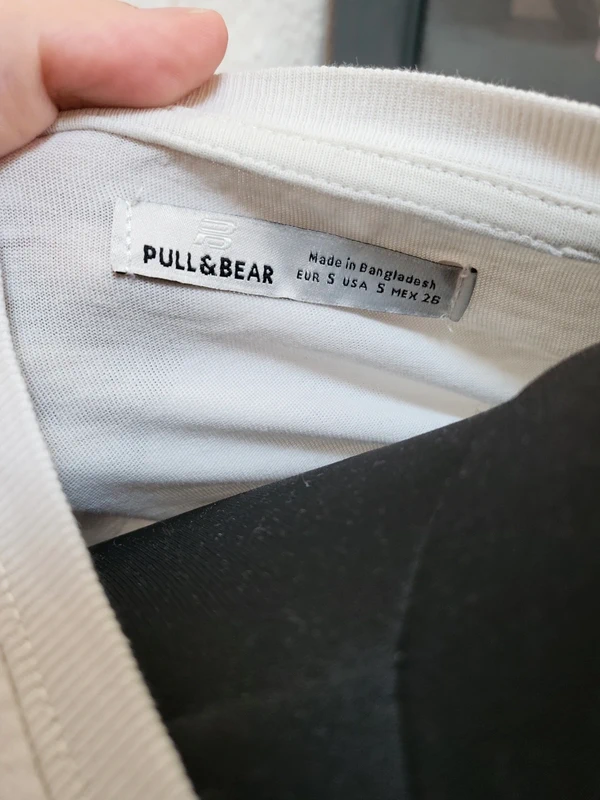 PULL&BEAR
Made in Bangladesh
EUR S USA S MEX 26